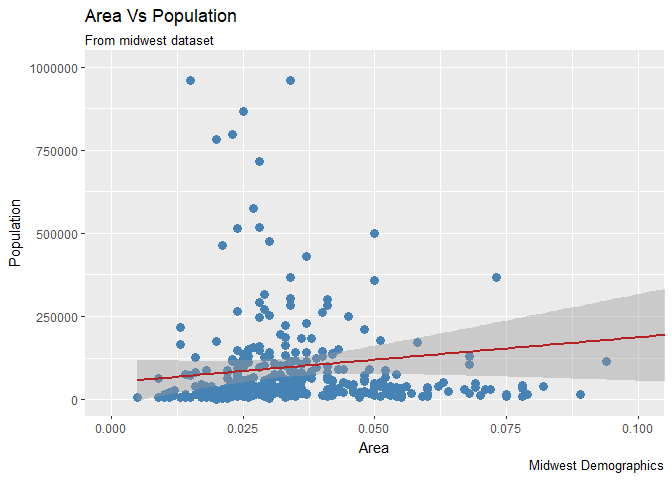 Area Vs Population
From midwest dataset
1000000
750000
500000
250000
0
Population
0.000
0.025
0.050
0.075
0.100
Area
Midwest Demographics